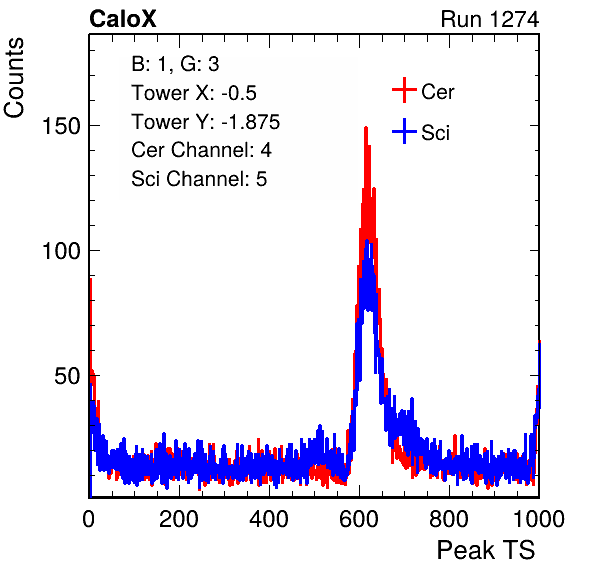 CaloX
Run 1274
Counts
B: 1, G: 3
Tower X: -0.5
Tower Y: -1.875
Cer Channel: 4
Sci Channel: 5
Cer
Sci
150
100
50
0 200 400 600 800 1000
Peak TS